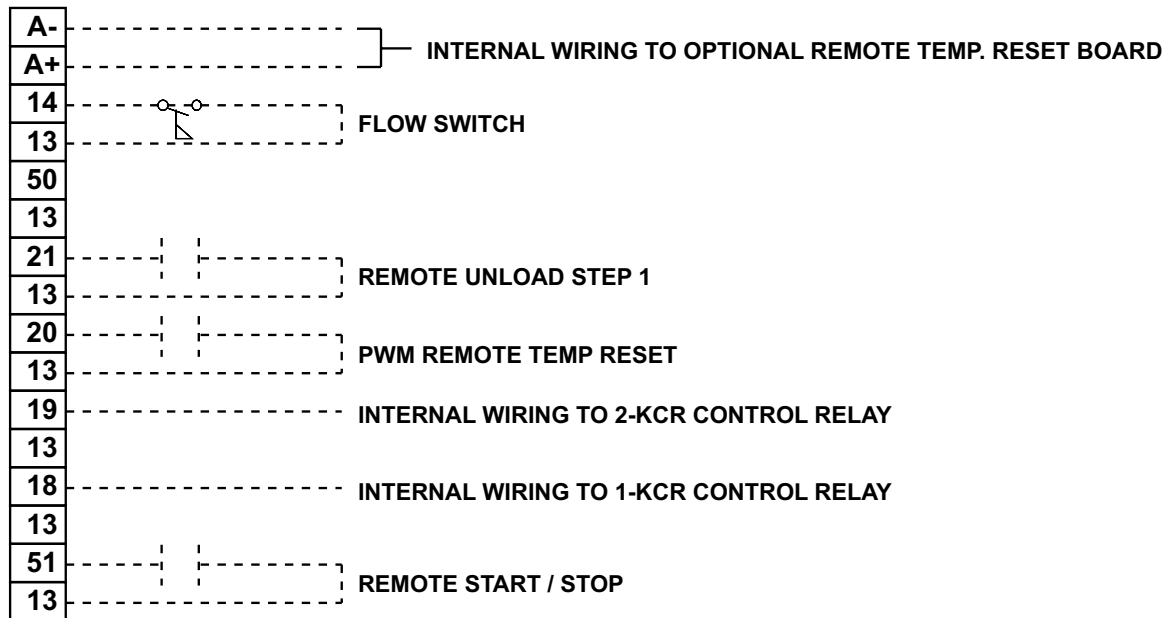 A-
INTERNAL WIRING TO OPTIONAL REMOTE TEMP. RESET BOARD
A+
14
FLOW SWITCH
13
50
13
21
REMOTE UNLOAD STEP 1
13
20
PWM REMOTE TEMP RESET
13
19 INTERNAL WIRING TO 2-KCR CONTROL RELAY
13
18 INTERNAL WIRING TO 1-KCR CONTROL RELAY
13
51
REMOTE START / STOP
13